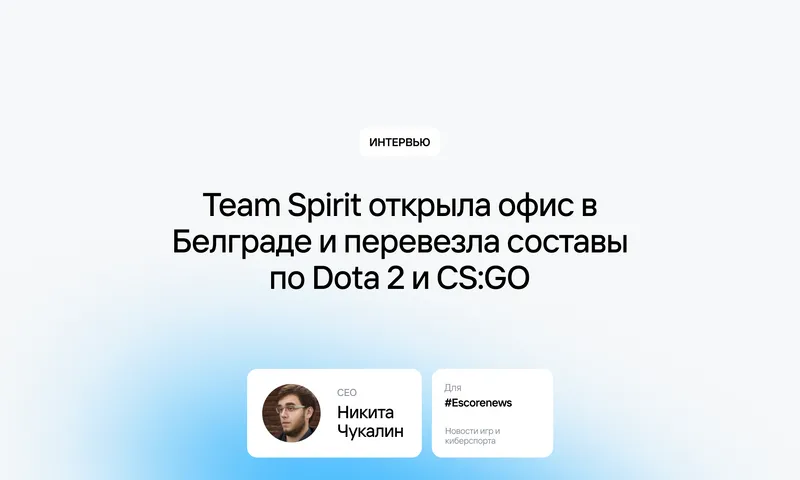 ИНТЕРВЬЮ
Team Spirit открыла офис в
Белграде и перевезла составы
по Dota 2 и CS:GO
CEO
Никита
Чукалин
Для
#Escorenews
Новости игр и
киберспорта